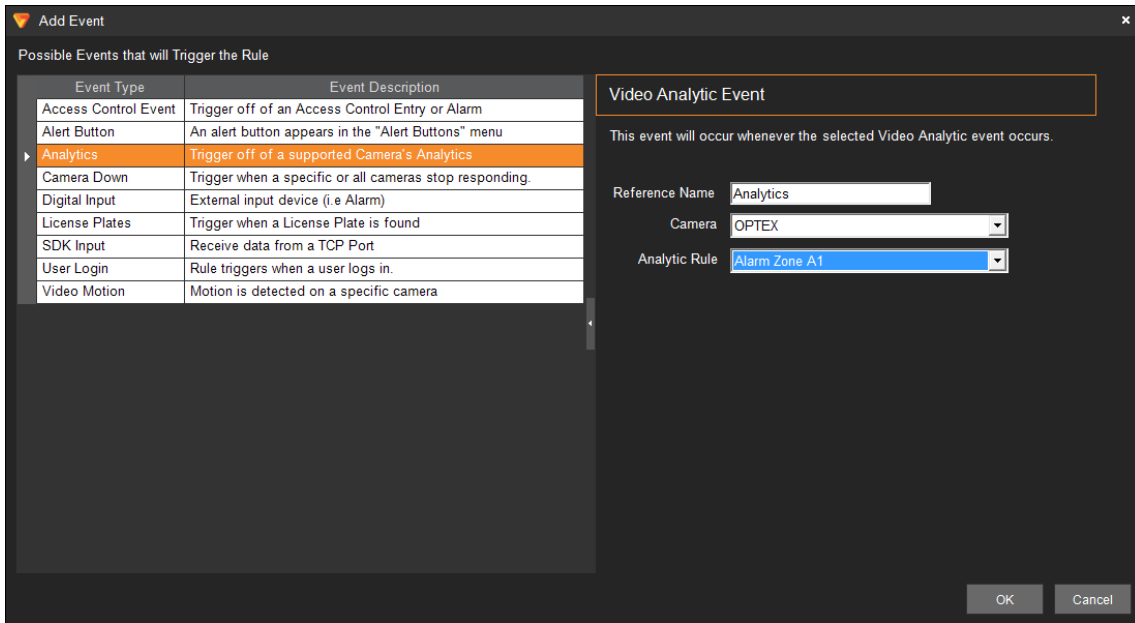 Add Event
Possible Events that will Trigger the Rule
Event Type Event Description
Access Control Event Trigger off of an Access Control Entry or Alarm
Alert Button An alert button appears in the "Alert Buttons" menu
Analytics Trigger off of a supported Camera's Analytics
Camera Down Trigger when a specific or all cameras stop responding.
Digital Input External input device (i.e Alarm)
License Plates Trigger when a License Plate is found
SDK Input Receive data from a TCP Port
User Login Rule triggers when a user logs in.
Video Motion Motion is detected on a specific camera
Video Analytic Event
This event will occur whenever the selected Video Analytic event occurs.
Reference Name Analytics
Camera OPTEX
Analytic Rule Alarm Zone A1
OK Cancel